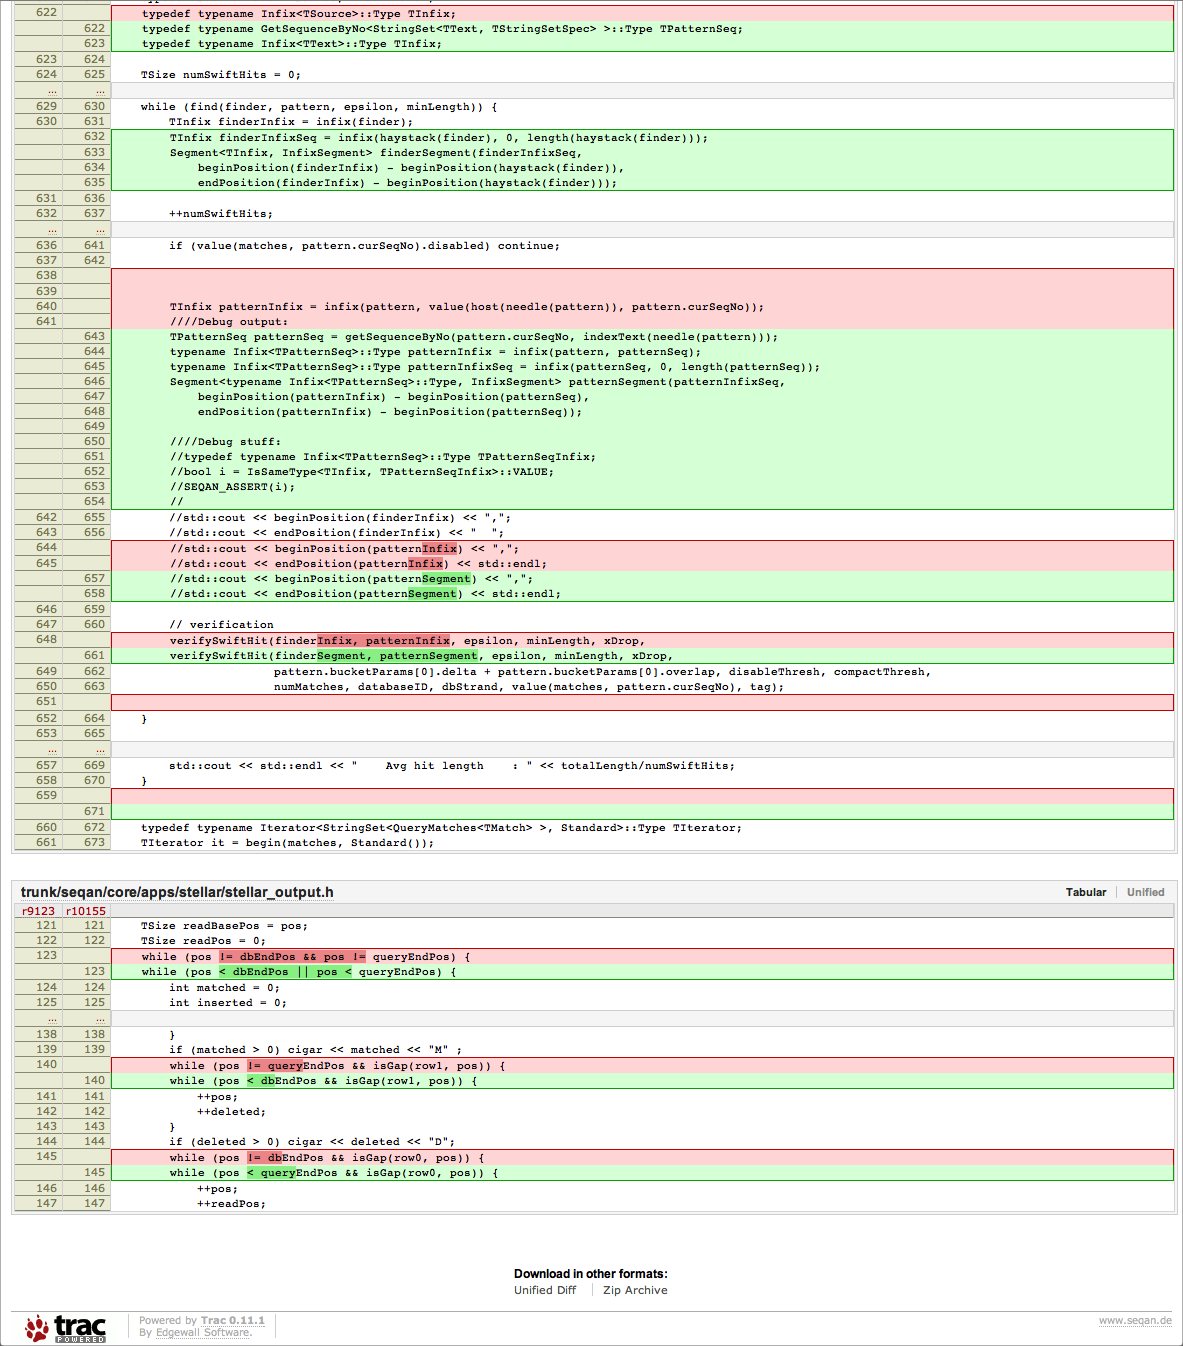 622 typedef typename Infix<TSource>::Type TInfix;
622 typedef typename GetSequenceByNo<StringSet<TText, TStringSetSpec> >::Type TPatternSeq;
623 typedef typename Infix<TText>::Type TInfix;
623 624
624 625 TSize numSwiftHits = 0;
... ...
629 630 while (find(finder, pattern, epsilon, minLength)) {
630 631 TInfix finderInfix = infix(finder);
632 TInfix finderInfixSeq = infix(haystack(finder), 0, length(haystack(finder)));
633 Segment<TInfix, InfixSegment> finderSegment(finderInfixSeq,
634 beginPosition(finderInfix) - beginPosition(haystack(finder)),
635 endPosition(finderInfix) - beginPosition(haystack(finder)));
631 636
632 637 ++numSwiftHits;
... ...
636 641 if (value(matches, pattern.curSeqNo).disabled) continue;
637 642
638
639
640 TInfix patternInfix = infix(pattern, value(host(needle(pattern)), pattern.curSeqNo));
641 ////Debug output:
643 TPatternSeq patternSeq = getSequenceByNo(pattern.curSeqNo, indexText(needle(pattern)));
644 typename Infix<TPatternSeq>::Type patternInfix = infix(pattern, patternSeq);
645 typename Infix<TPatternSeq>::Type patternInfixSeq = infix(patternSeq, 0, length(patternSeq));
646 Segment<typename Infix<TPatternSeq>::Type, InfixSegment> patternSegment(patternInfixSeq,
647 beginPosition(patternInfix) - beginPosition(patternSeq),
648 endPosition(patternInfix) - beginPosition(patternSeq));
649
650 ////Debug stuff:
651 //typedef typename Infix<TPatternSeq>::Type TPatternSeqInfix;
652 //bool i = IsSameType<TInfix, TPatternSeqInfix>::VALUE;
653 //SEQAN_ASSERT(i);
654 //
642 655 //std::cout << beginPosition(finderInfix) << ",";
643 656 //std::cout << endPosition(finderInfix) << "  ";
644 //std::cout << beginPosition(patternInfix) << ",";
645 //std::cout << endPosition(patternInfix) << std::endl;
657 //std::cout << beginPosition(patternSegment) << ",";
658 //std::cout << endPosition(patternSegment) << std::endl;
646 659
647 660 // verification
648 verifySwiftHit(finderInfix, patternInfix, epsilon, minLength, xDrop,
661 verifySwiftHit(finderSegment, patternSegment, epsilon, minLength, xDrop,
649 662 pattern.bucketParams[0].delta + pattern.bucketParams[0].overlap, disableThresh, compactThresh,
650 663 numMatches, databaseID, dbStrand, value(matches, pattern.curSeqNo), tag);
651
652 664 }
653 665
... ...
657 669 std::cout << std::endl << "    Avg hit length    : " << totalLength/numSwiftHits;
658 670 }
659
671
660 672 typedef typename Iterator<StringSet<QueryMatches<TMatch> >, Standard>::Type TIterator;
661 673 TIterator it = begin(matches, Standard());
trunk/seqan/core/apps/stellar/stellar_output.h Tabular Unified
r9123 r10155
121 121 TSize readBasePos = pos;
122 122 TSize readPos = 0;
123 while (pos != dbEndPos && pos != queryEndPos) {
123 while (pos < dbEndPos || pos < queryEndPos) {
124 124 int matched = 0;
125 125 int inserted = 0;
... ...
138 138 }
139 139 if (matched > 0) cigar << matched << "M" ;
140 while (pos != queryEndPos && isGap(row1, pos)) {
140 while (pos < dbEndPos && isGap(row1, pos)) {
141 141 ++pos;
142 142 ++deleted;
143 143 }
144 144 if (deleted > 0) cigar << deleted << "D";
145 while (pos != dbEndPos && isGap(row0, pos)) {
145 while (pos < queryEndPos && isGap(row0, pos)) {
146 146 ++pos;
147 147 ++readPos;
Download in other formats:
Unified Diff Zip Archive
trac POWERED
Powered by Trac 0.11.1
By Edgewall Software.
www.seqan.de